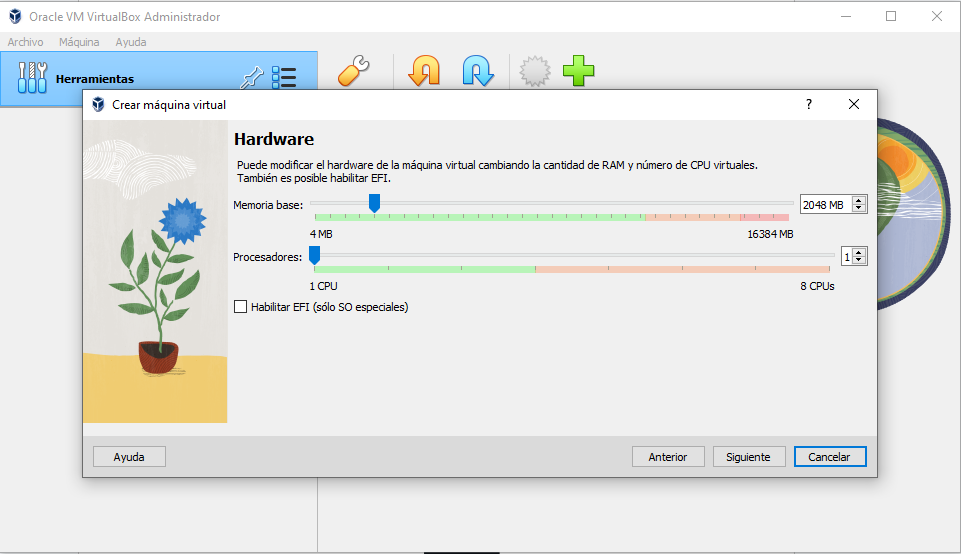 Oracle VM VirtualBox Administrador
Archivo Máquina Ayuda
Herramientas
Crear máquina virtual
?
Hardware
Puede modificar el hardware de la máquina virtual cambiando la cantidad de RAM y número de CPU virtuales.
También es posible habilitar EFI.
Memoria base: 2048 MB
4 MB 16384 MB
Procesadores: 1
1 CPU 8 CPUs
Habilitar EFI (sólo SO especiales)
Ayuda Anterior Siguiente Cancelar